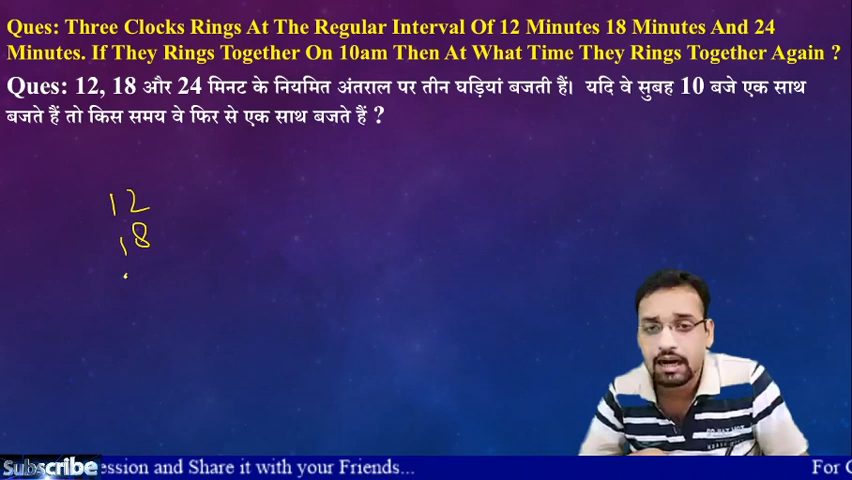 Ques: Three Clocks Rings At The Regular Interval Of 12 Minutes 18 Minutes And 24
Minutes. If They Rings Together On 10am Then At What Time They Rings Together Again ?
Ques: 12, 18 और 24 मिनट के नियमित अंतराल पर तीन घड़ियां बजती हैं। यदि वे सुबह 10 बजे एक साथ
बजते हैं तो किस समय वे फिर से एक साथ बजते हैं ?
12
18
Subscribe ession and Share it with your Friends... For